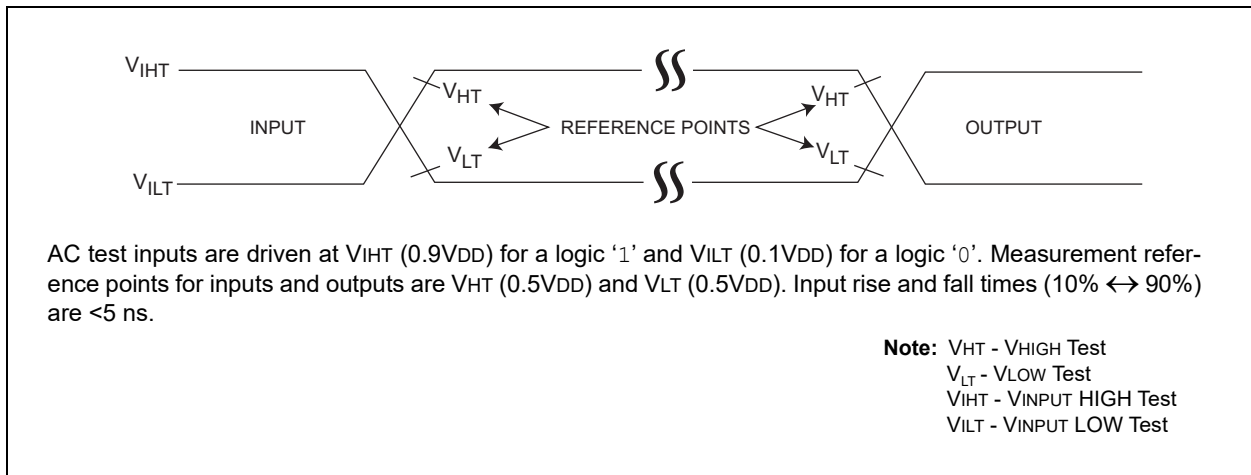 VIHT
VHT
VHT
INPUT
REFERENCE POINTS
OUTPUT
VLT
VLT
VILT
AC test inputs are driven at VIHT (0.9VDD) for a logic ‘1’ and VILT (0.1VDD) for a logic ‘0’. Measurement refer-
ence points for inputs and outputs are VHT (0.5VDD) and VLT (0.5VDD). Input rise and fall times (10% ↔ 90%)
are <5 ns.
Note: VHT - VHIGH Test
VLT - VLOW Test
VIHT - VINPUT HIGH Test
VILT - VINPUT LOW Test